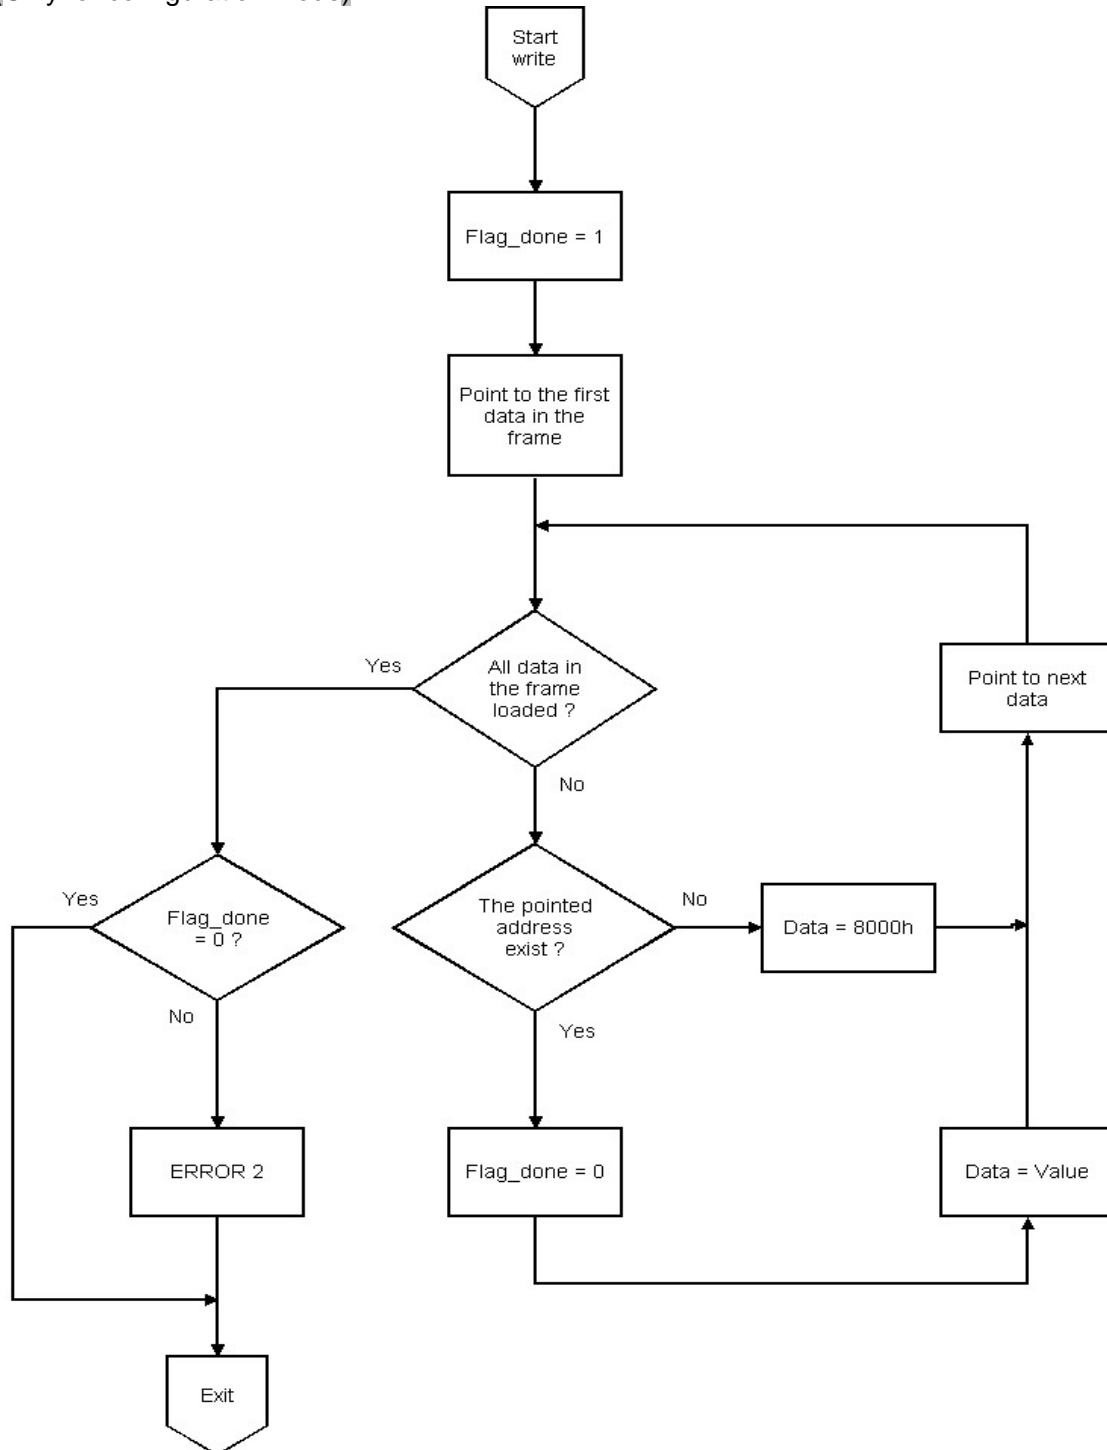 Start
write
Flag_done = 1
Point to the first
data in the
frame
Yes
All data in
the frame
loaded ?
Point to next
data
No
Yes
Flag_done
= 0 ?
The pointed
address
exist ?
No
Data = 8000h
No
Yes
ERROR 2
Flag_done = 0
Data = Value
Exit